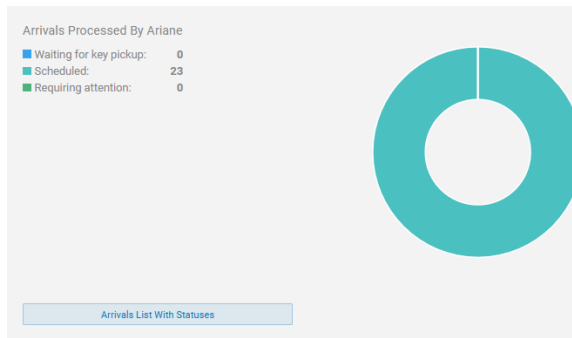 Arrivals Processed By Ariane
Waiting for key pickup: 0
Scheduled: 23
Requiring attention: 0
Arrivals List With Statuses